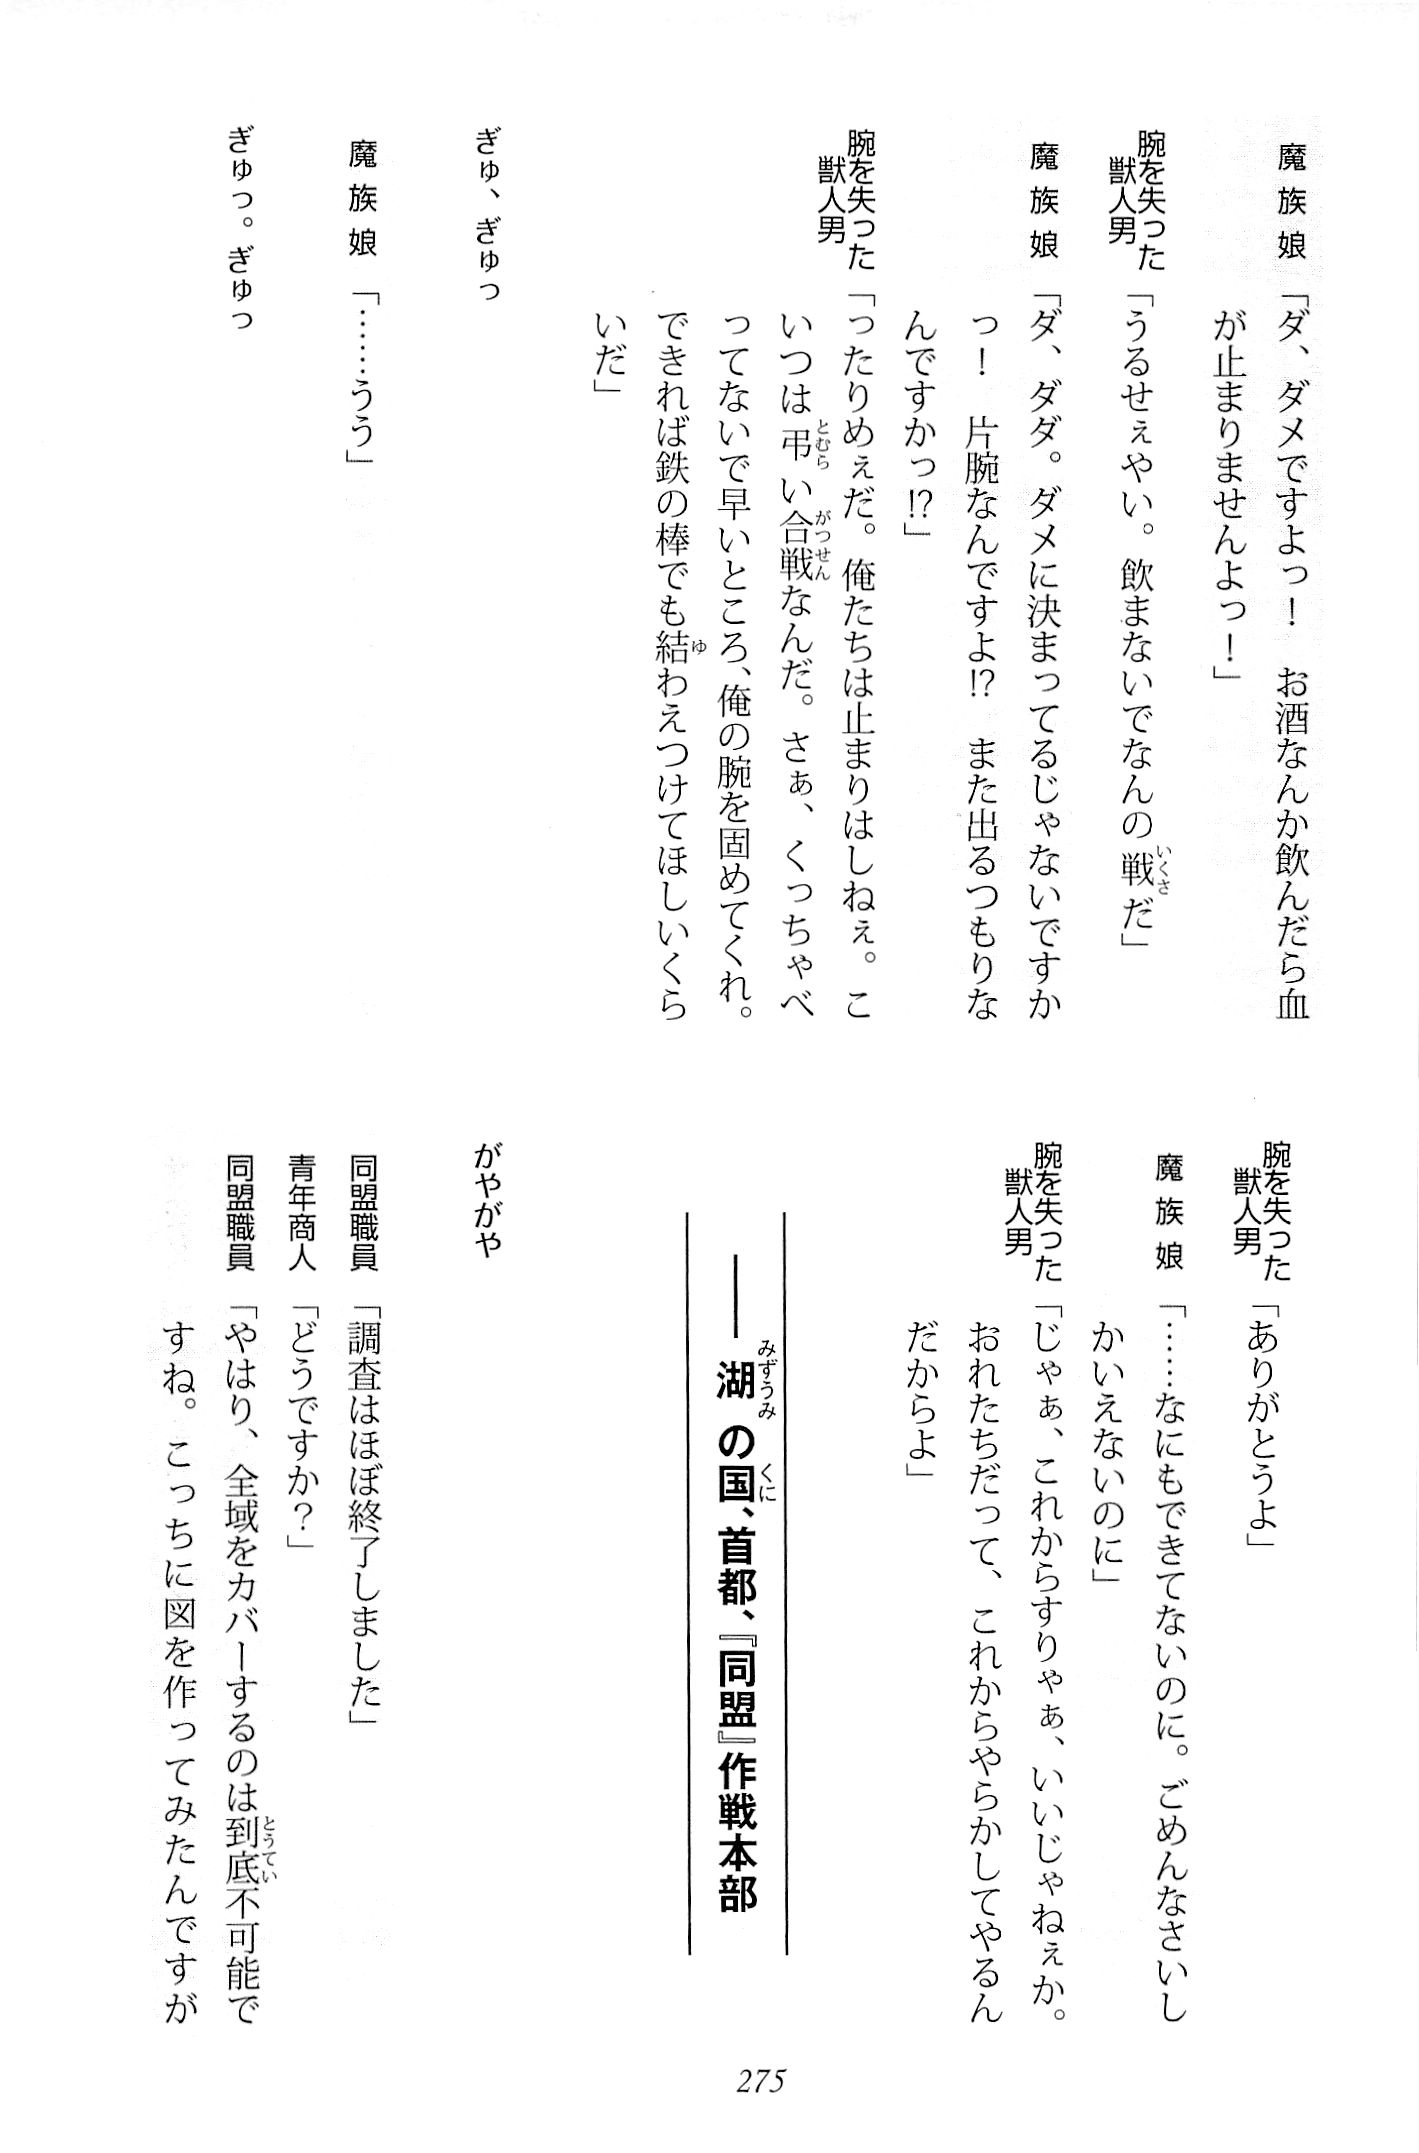 魔族娘「ダ、ダメですよっ！　お酒なんか飲んだら血
が止まりませんよっ！」
腕を失った獣人男「うるせぇやい。飲まないでなんの戦だ」
魔族娘「ダ、ダダ。ダメに決まってるじゃないですか
っ！　片腕なんですよ!?　また出るつもりな
んですかっ!?」
腕を失った獣人男「ったりめぇだ。俺たちは止まりはしねぇ。こ
いつは弔い合戦なんだ。さぁ、くっちゃべ
ってないで早いところ、俺の腕を固めてくれ。
できれば鉄の棒でも結わえつけてほしいくら
いだ」
ぎゅ、ぎゅっ
魔族娘「……うう」
ぎゅっ。ぎゅっ
腕を失った獣人男「ありがとうよ」
魔族娘「……なにもできてないのに。ごめんなさいし
かいえないのに」
腕を失った獣人男「じゃぁ、これからすりゃぁ、いいじゃねぇか。
おれたちだって、これからやらかしてやるん
だからよ」
――湖の国、首都、『同盟』作戦本部
がやがや
同盟職員「調査はほぼ終了しました」
青年商人「どうですか？」
同盟職員「やはり、全域をカバーするのは到底不可能で
すね。こっちに図を作ってみたんですが
275